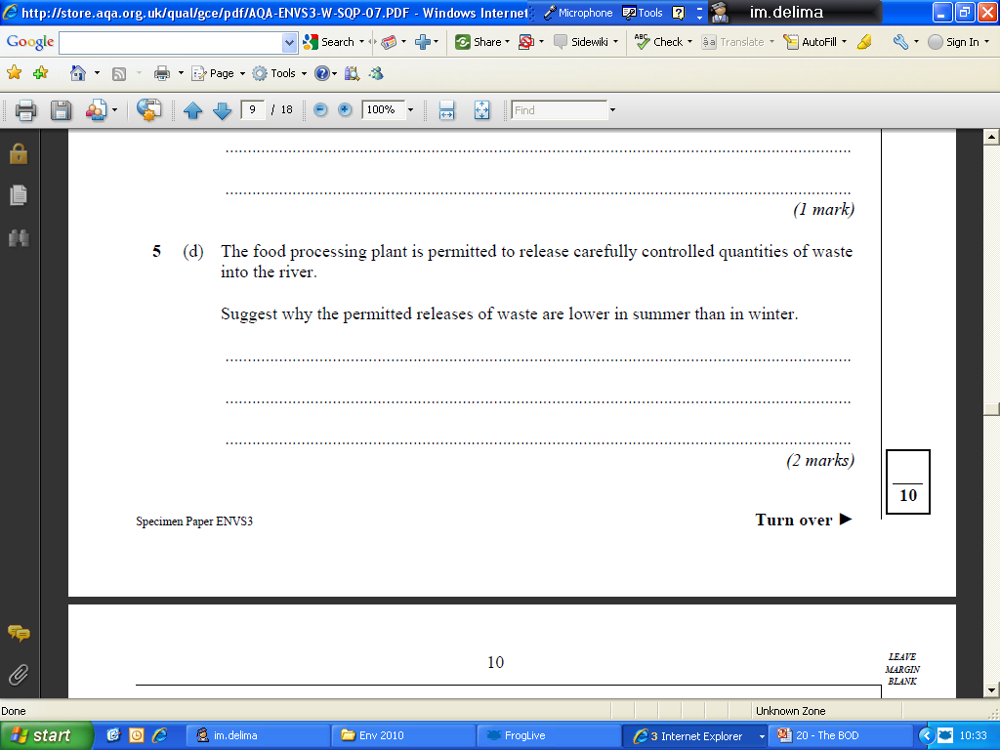 http://store.aqa.org.uk/qual/gce/pdf/AQA-ENVS3-W-SQP-07.PDF - Windows Internet
Microphone Tools im.delima
Google Search Share Sidewiki ABC Check Translate AutoFill Sign In
Page Tools
9 / 18 100% Find
(1 mark)
5 (d) The food processing plant is permitted to release carefully controlled quantities of waste
into the river.
Suggest why the permitted releases of waste are lower in summer than in winter.
(2 marks)
10
Specimen Paper ENVS3 Turn over
10
LEAVE
MARGIN
BLANK
Done Unknown Zone
start im.delima Env 2010 FrogLive 3 Internet Explorer 20 - The BOD 10:33